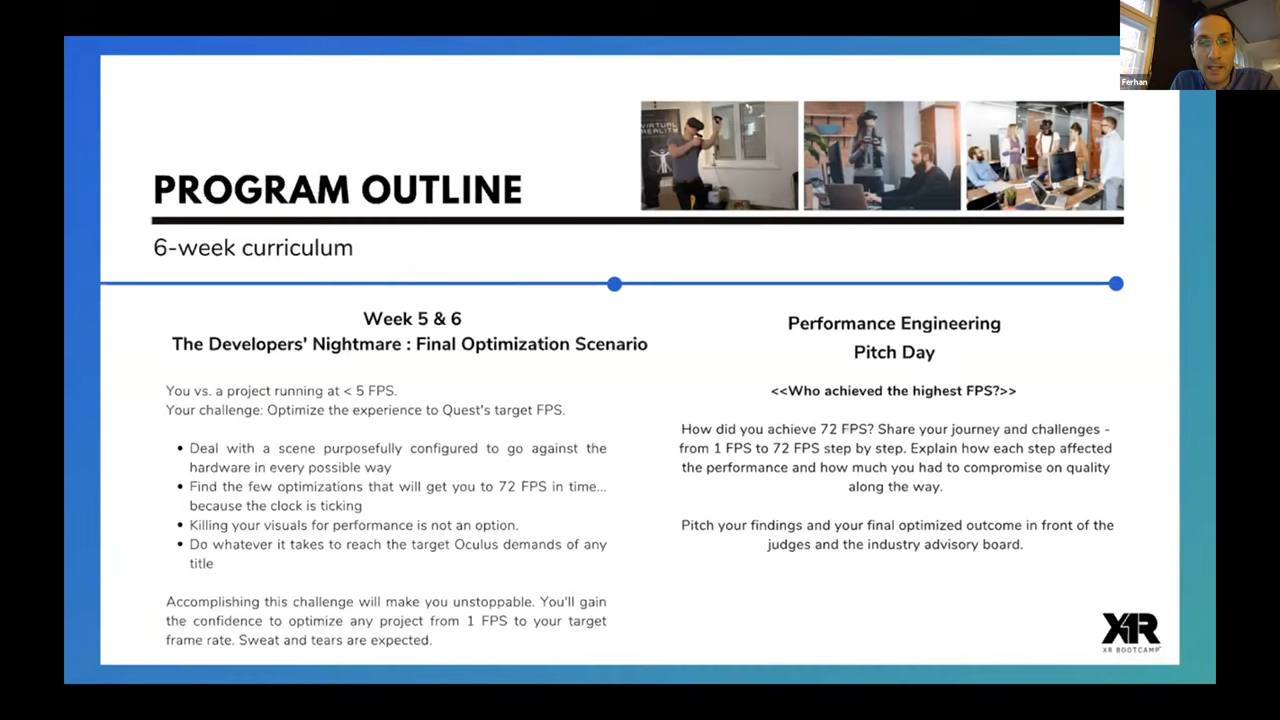 Ferhan
VIRTUAL
REALITY
PROGRAM OUTLINE
6-week curriculum
Week 5 & 6
The Developers' Nightmare : Final Optimization Scenario
You vs. a project running at < 5 FPS.
Your challenge: Optimize the experience to Quest's target FPS.
• Deal with a scene purposefully configured to go against the
hardware in every possible way
• Find the few optimizations that will get you to 72 FPS in time...
because the clock is ticking
• Killing your visuals for performance is not an option.
• Do whatever it takes to reach the target Oculus demands of any
title
Accomplishing this challenge will make you unstoppable. You'll gain
the confidence to optimize any project from 1 FPS to your target
frame rate. Sweat and tears are expected.
Performance Engineering
Pitch Day
<<Who achieved the highest FPS?>>
How did you achieve 72 FPS? Share your journey and challenges -
from 1 FPS to 72 FPS step by step. Explain how each step affected
the performance and how much you had to compromise on quality
along the way.
Pitch your findings and your final optimized outcome in front of the
judges and the industry advisory board.
XR
XR BOOTCAMP